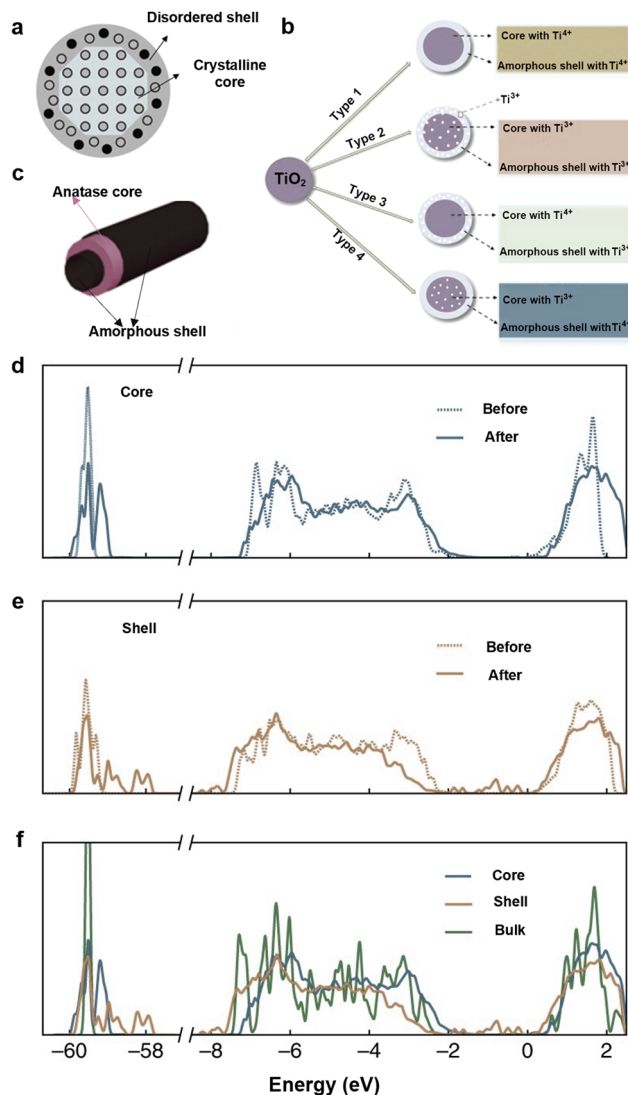 a
Disordered shell
Crystalline
core
b
TiO2
Type 1
Type 2
Type 3
Type 4
Core with Ti4+
Amorphous shell with Ti4+
Ti3+
Core with Ti3+
Amorphous shell with Ti3+
Core with Ti4+
Amorphous shell with Ti3+
Core with Ti3+
Amorphous shell with Ti4+
c
Anatase core
Amorphous shell
d
Core
Before
After
e
Shell
Before
After
f
Core
Shell
Bulk
–60 –58 –8 –6 –4 –2 0 2
Energy (eV)